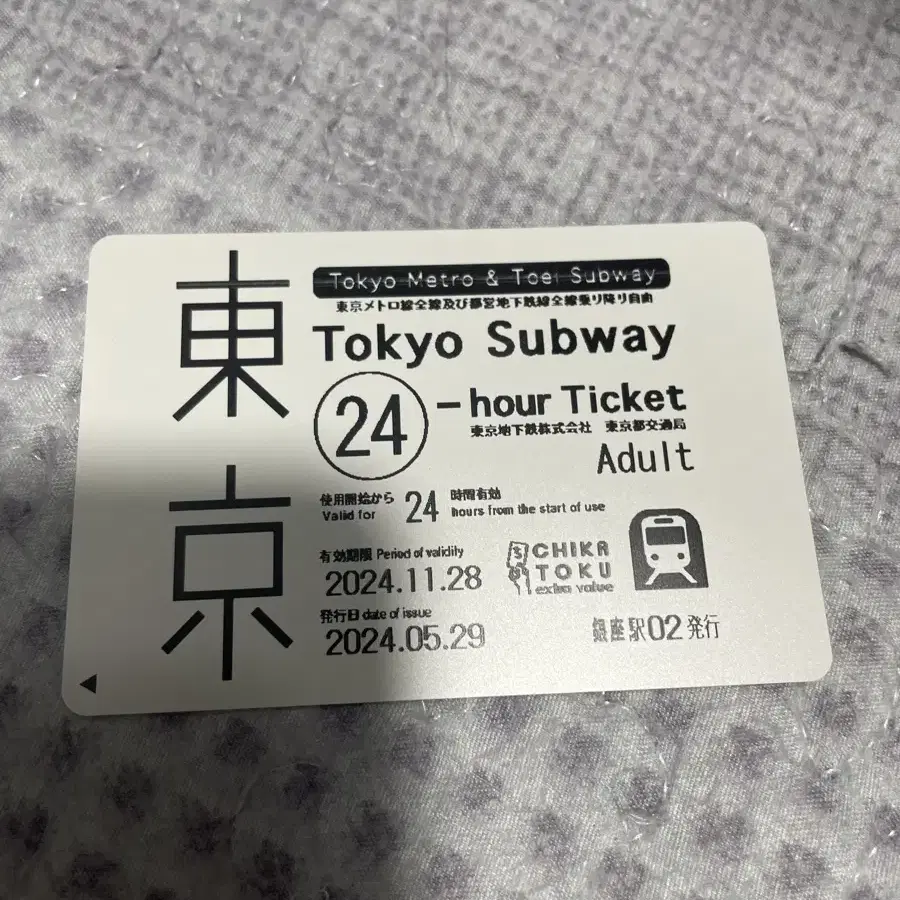 東京
Tokyo Metro & Toei Subway
東京メトロ線全線及び都営地下鉄線全線乗り降り自由
Tokyo Subway
24-hour Ticket
東京地下鉄株式会社 東京都交通局
Adult
使用開始から 24 時間有効
Valid for hours from the start of use
有効期限 Period of validity
2024.11.28
発行日 date of issue
2024.05.29
CHIKA
TOKU
extra value
銀座駅02発行